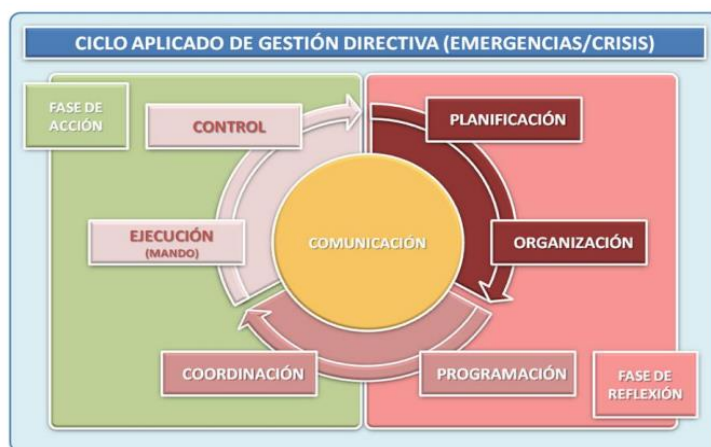 CICLO APLICADO DE GESTIÓN DIRECTIVA (EMERGENCIAS/CRISIS)
FASE DE
ACCIÓN
CONTROL
PLANIFICACIÓN
EJECUCIÓN
(MANDO)
COMUNICACIÓN
ORGANIZACIÓN
COORDINACIÓN
PROGRAMACIÓN
FASE DE
REFLEXIÓN